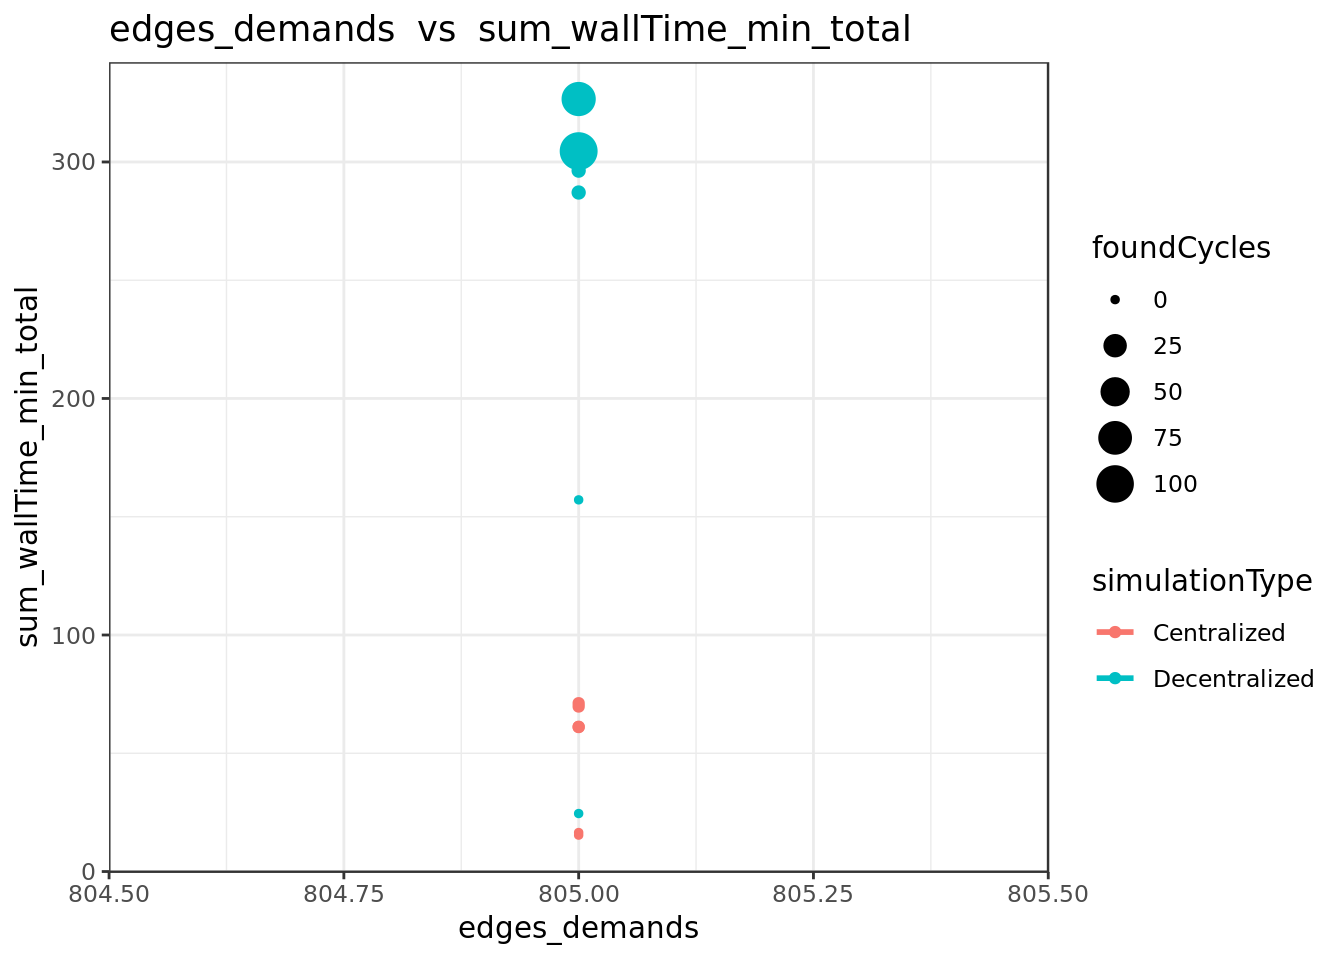 edges_demands  vs  sum_wallTime_min_total
sum_wallTime_min_total
300
200
100
0
804.50
804.75
805.00
805.25
805.50
edges_demands
foundCycles
0
25
50
75
100
simulationType
Centralized
Decentralized